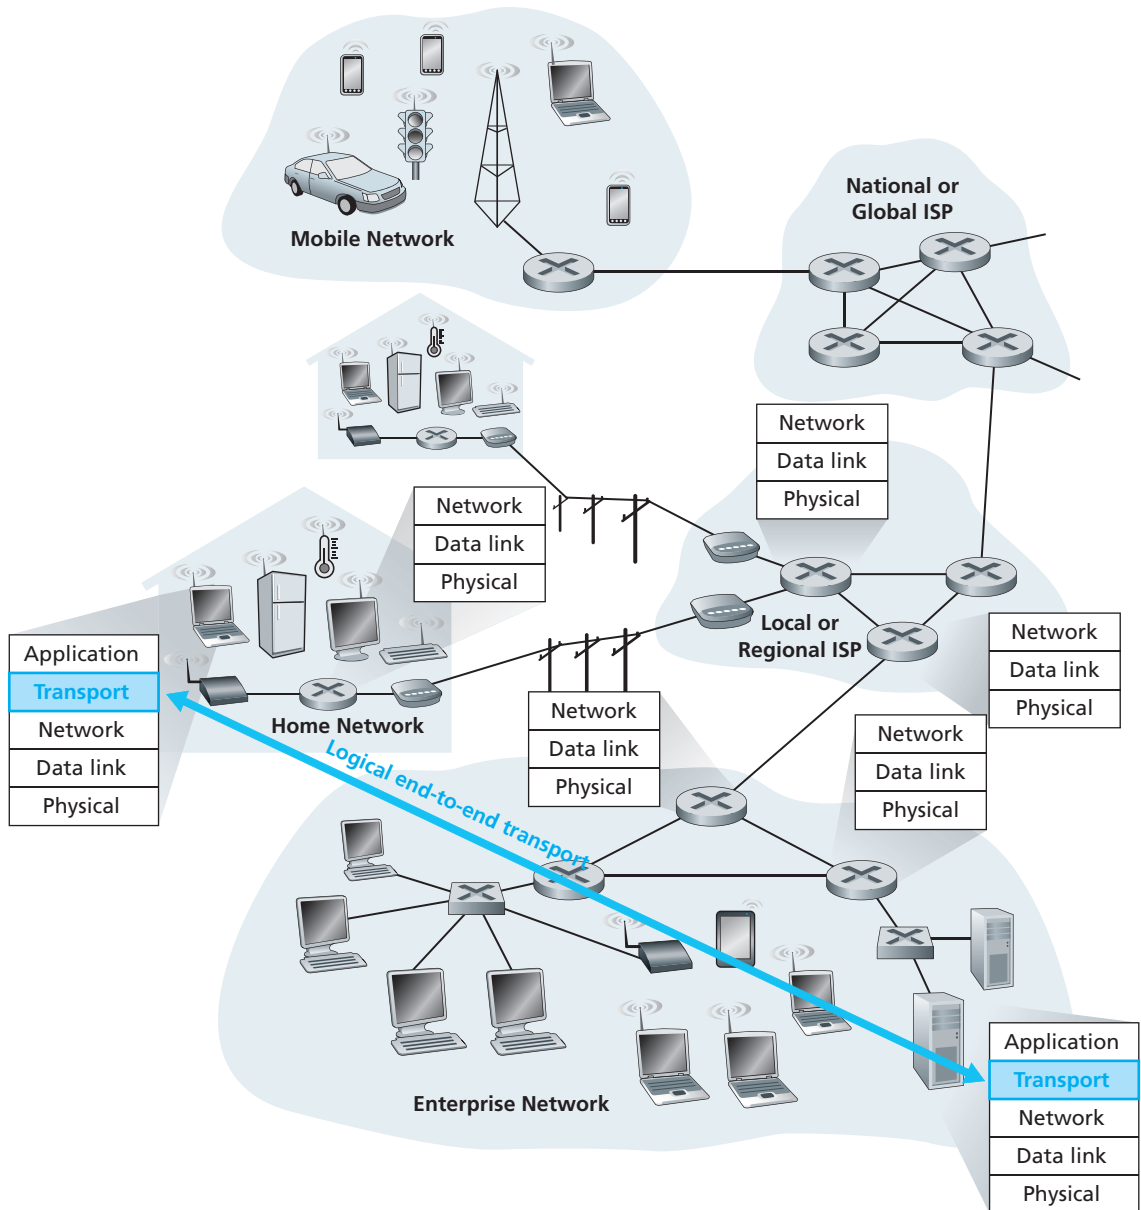 Mobile Network
National or
Global ISP
Network
Data link
Physical
Network
Data link
Physical
Local or
Regional ISP
Network
Data link
Physical
Application
Transport
Network
Data link
Physical
Home Network
Network
Data link
Physical
Network
Data link
Physical
Logical end-to-end transport
Enterprise Network
Application
Transport
Network
Data link
Physical